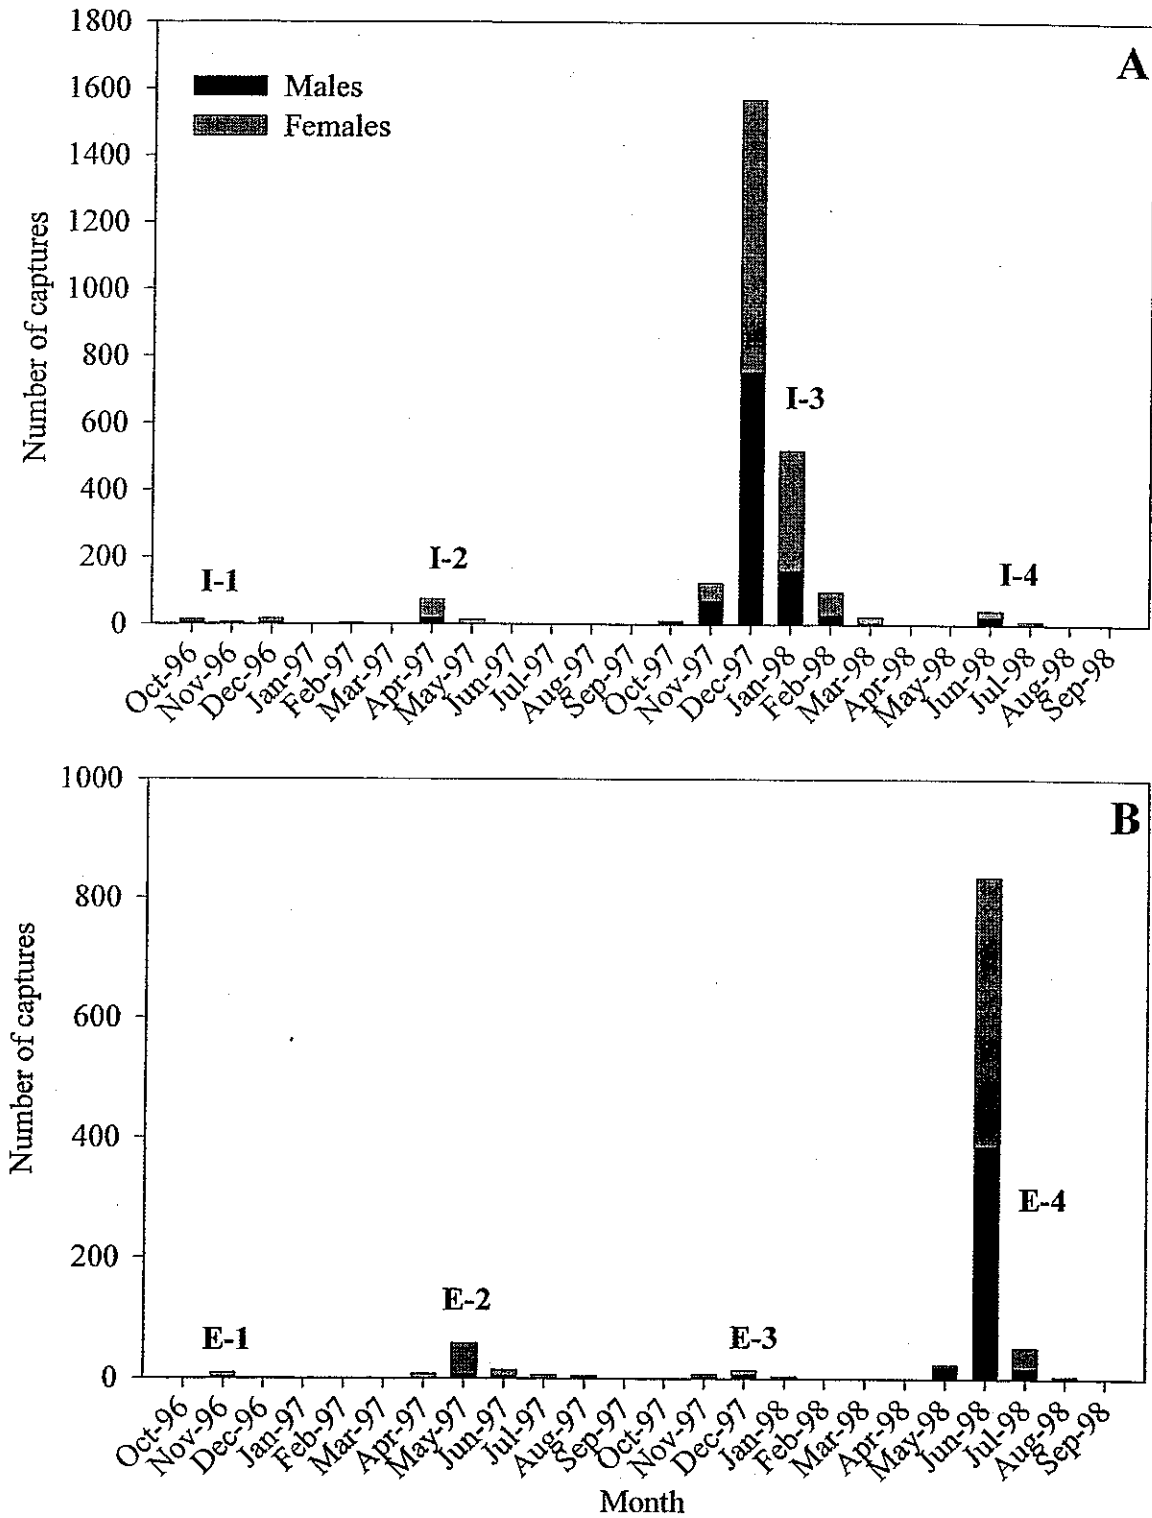 1800
1600
1400
1200
1000
800
600
400
200
0
Number of captures
Males
Females
A
I-1
I-2
I-3
I-4
Oct-96
Nov-96
Dec-96
Jan-97
Feb-97
Mar-97
Apr-97
May-97
Jun-97
Jul-97
Aug-97
Sep-97
Oct-97
Nov-97
Dec-97
Jan-98
Feb-98
Mar-98
Apr-98
May-98
Jun-98
Jul-98
Aug-98
Sep-98
1000
800
600
400
200
0
Number of captures
B
E-1
E-2
E-3
E-4
Oct-96
Nov-96
Dec-96
Jan-97
Feb-97
Mar-97
Apr-97
May-97
Jun-97
Jul-97
Aug-97
Sep-97
Oct-97
Nov-97
Dec-97
Jan-98
Feb-98
Mar-98
Apr-98
May-98
Jun-98
Jul-98
Aug-98
Sep-98
Month